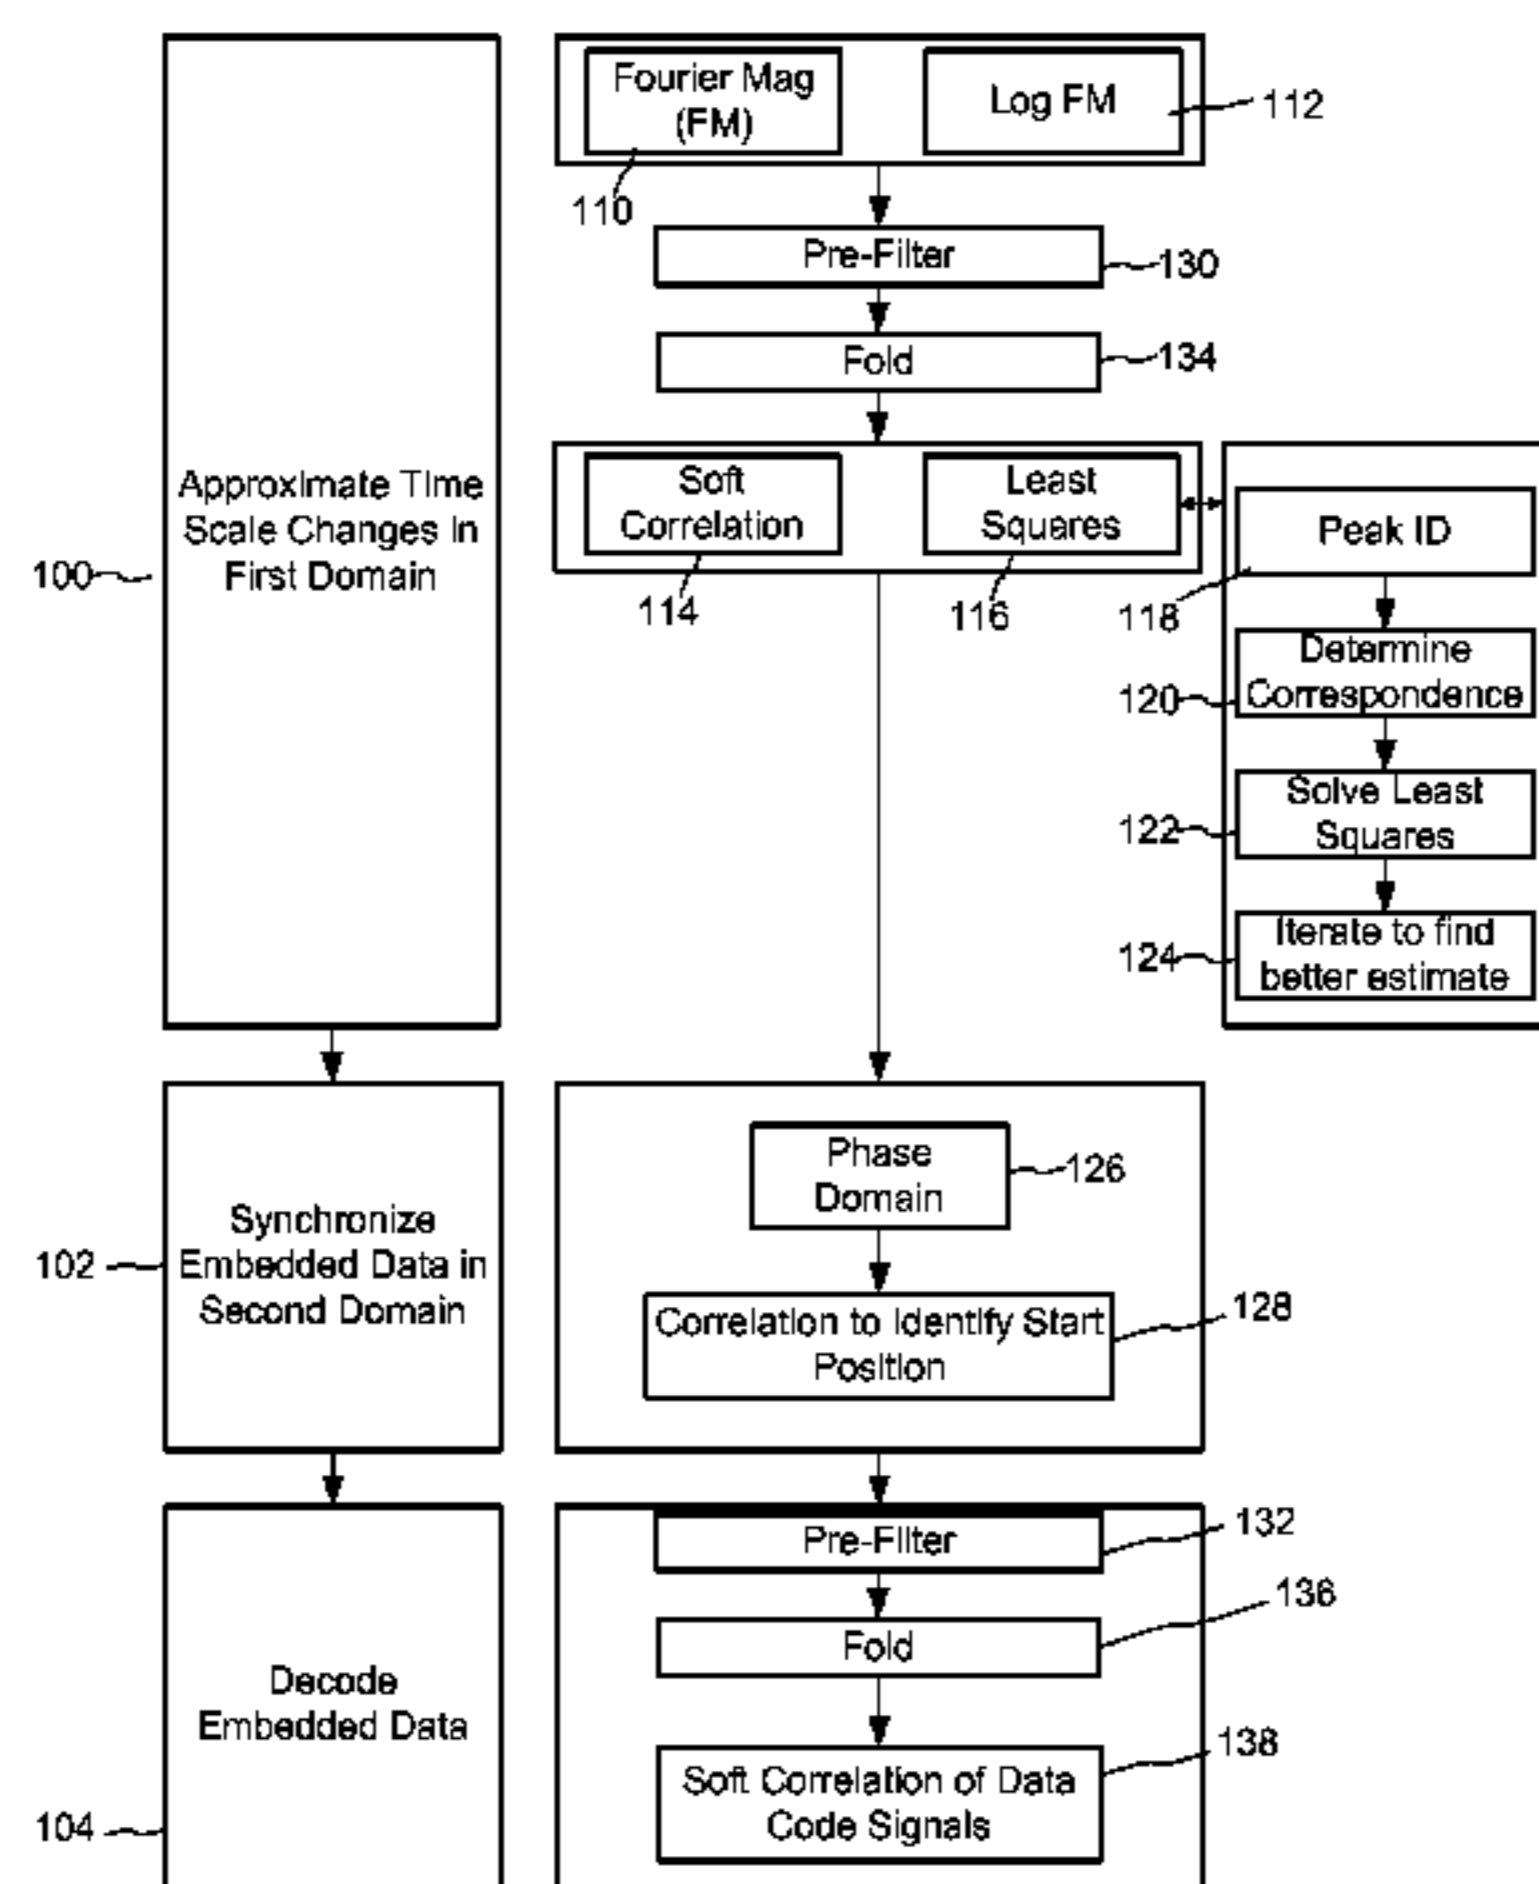 Fourier Mag
(FM)
Log FM
112
110
Pre-Filter
130
Fold
134
Approximate Time
Scale Changes In
First Domain
100
Soft
Correlation
Least
Squares
114
116
Peak ID
118
Determine
Correspondence
120
Solve Least
Squares
122
Iterate to find
better estimate
124
Synchronize
Embedded Data in
Second Domain
102
Phase
Domain
126
Correlation to Identify Start
Position
128
Decode
Embedded Data
104
Pre-Filter
132
Fold
136
Soft Correlation of Data
Code Signals
138